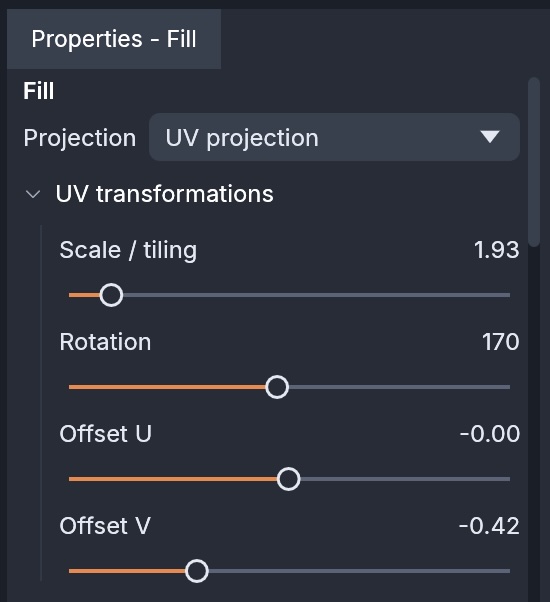 Properties - Fill
Fill
Projection UV projection
UV transformations
Scale / tiling 1.93
Rotation 170
Offset U -0.00
Offset V -0.42